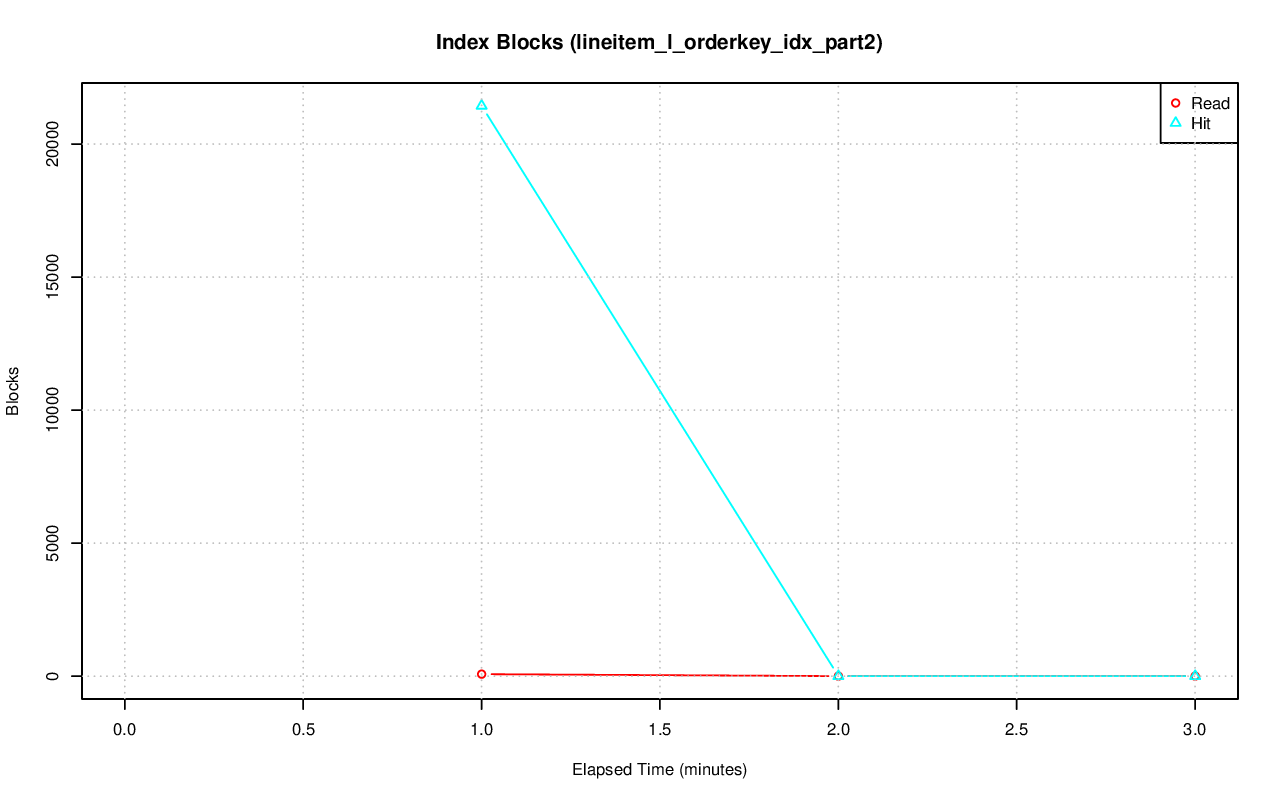 Index Blocks (lineitem_l_orderkey_idx_part2)
Read
Hit
20000
15000
10000
5000
0
Blocks
0.0 0.5 1.0 1.5 2.0 2.5 3.0
Elapsed Time (minutes)